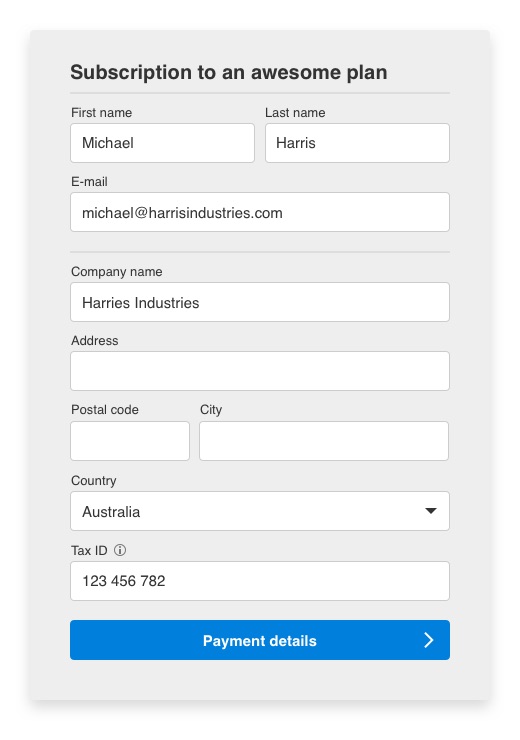 Subscription to an awesome plan
First name Last name
Michael Harris
E-mail
michael@harrisindustries.com
Company name
Harries Industries
Address
Postal code City
Country
Australia
Tax ID
123 456 782
Payment details